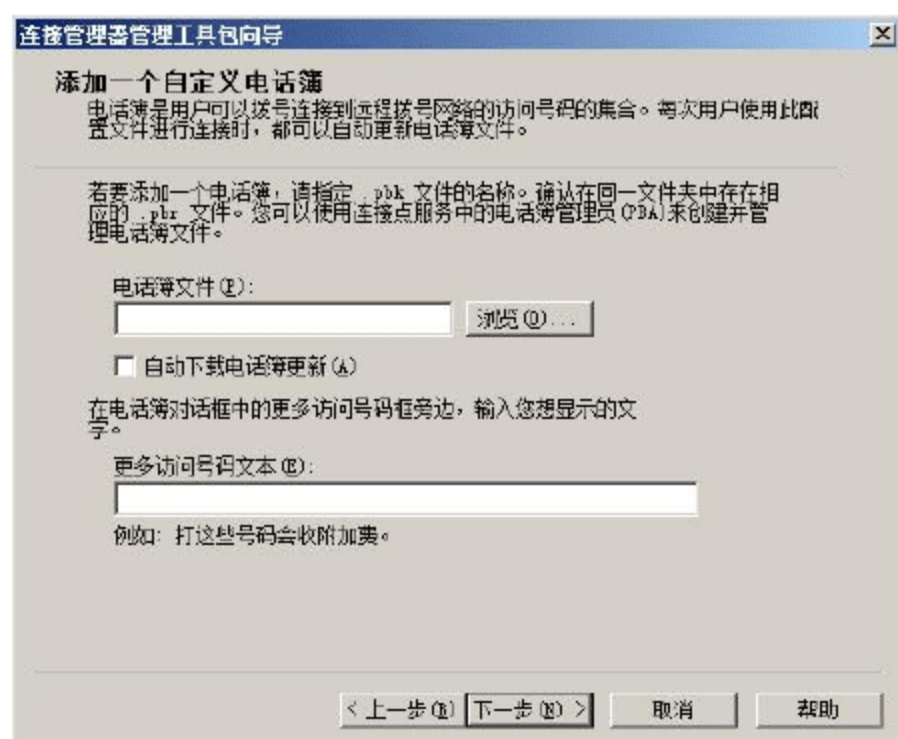 连接管理器管理工具包向导
添加一个自定义电话簿
电话簿是用户可以拨号连接到远程拨号网络的访问号码的集合。每次用户使用此配
置文件进行连接时，都可以自动更新电话簿文件。
若要添加一个电话簿，请指定 .pbk 文件的名称。确认在同一文件夹中存在相
应的 .pbr 文件。您可以使用连接点服务中的电话簿管理员(PBA)来创建并管
理电话簿文件。
电话簿文件(P):
浏览(O)...
自动下载电话簿更新(A)
在电话簿对话框中的更多访问号码框旁边，输入您想显示的文
字。
更多访问号码文本(E):
例如: 打这些号码会收附加费。
< 上一步(B) 下一步(N) > 取消 帮助